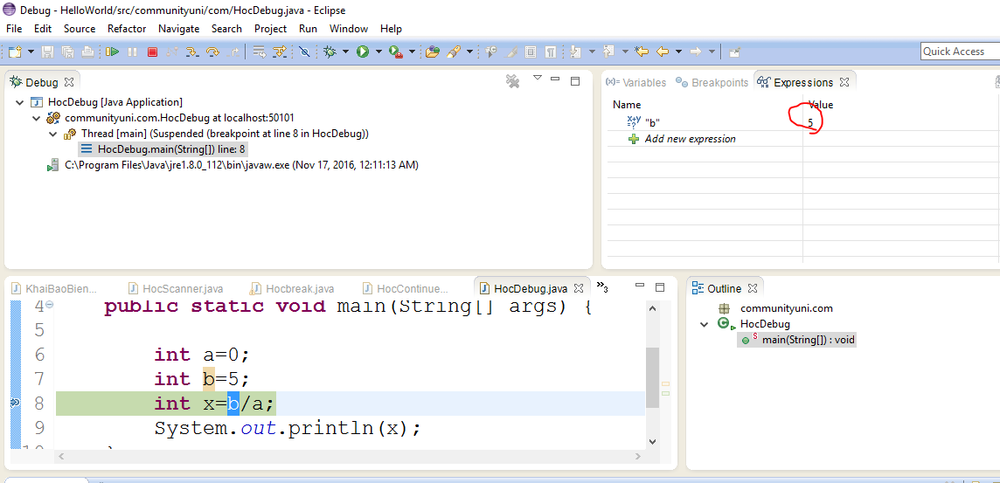 Debug - HelloWorld/src/communityuni/com/HocDebug.java - Eclipse
File Edit Source Refactor Navigate Search Project Run Window Help
Quick Access
Debug
HocDebug [Java Application]
communityuni.com.HocDebug at localhost:50101
Thread [main] (Suspended (breakpoint at line 8 in HocDebug))
HocDebug.main(String[]) line: 8
C:\Program Files\Java\jre1.8.0_112\bin\javaw.exe (Nov 17, 2016, 12:11:13 AM)
(x)= Variables Breakpoints Expressions
Name Value
"b" 5
Add new expression
KhaiBaoBien... HocScanner.java Hocbreak.java HocContinue... HocDebug.java »3
4 public static void main(String[] args) {
5
6 int a=0;
7 int b=5;
8 int x=b/a;
9 System.out.println(x);
10 }
Outline
communityuni.com
HocDebug
main(String[]) : void